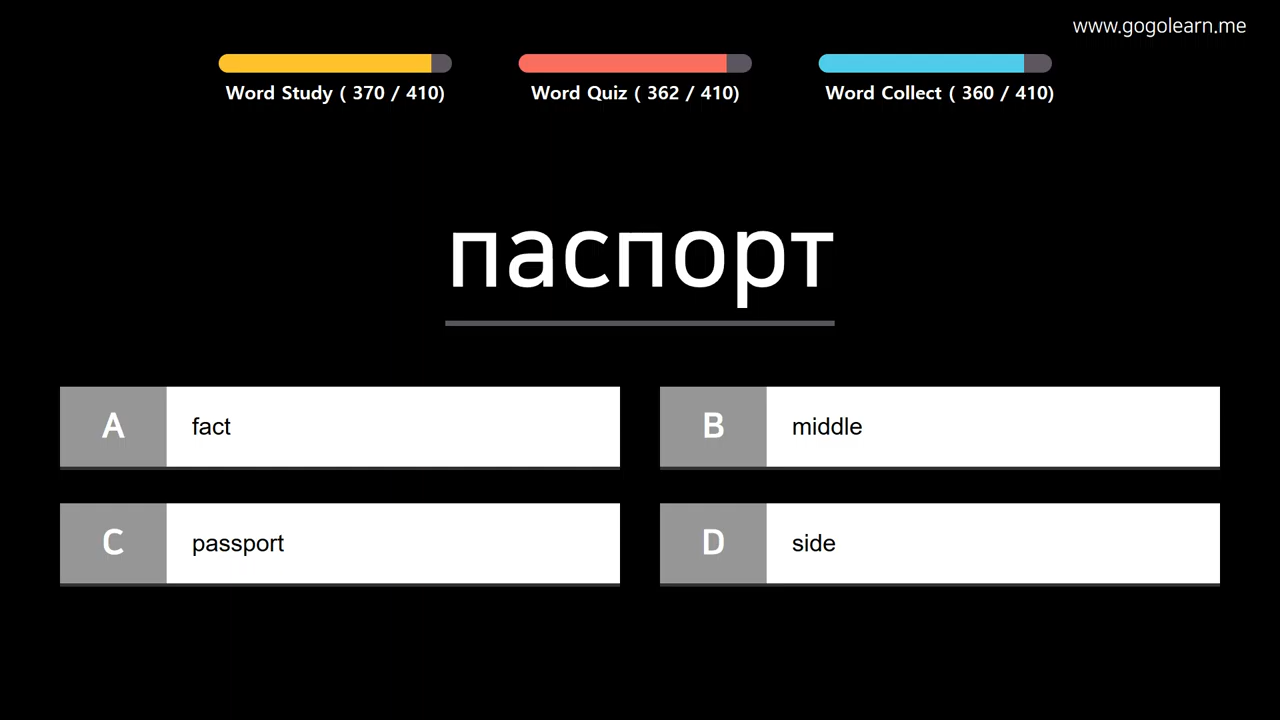 www.gogolearn.me
Word Study ( 370 / 410)
Word Quiz ( 362 / 410)
Word Collect ( 360 / 410)
паспорт
A fact
B middle
C passport
D side